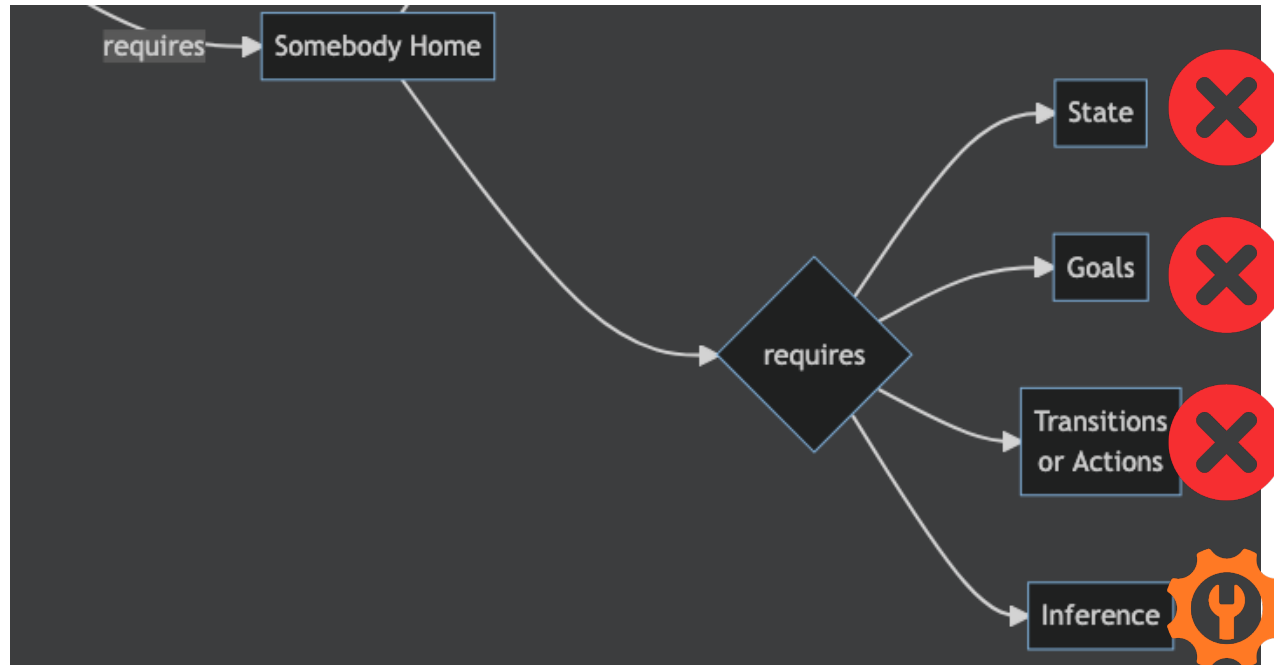 requires
Somebody Home
State
Goals
requires
Transitions
or Actions
Inference